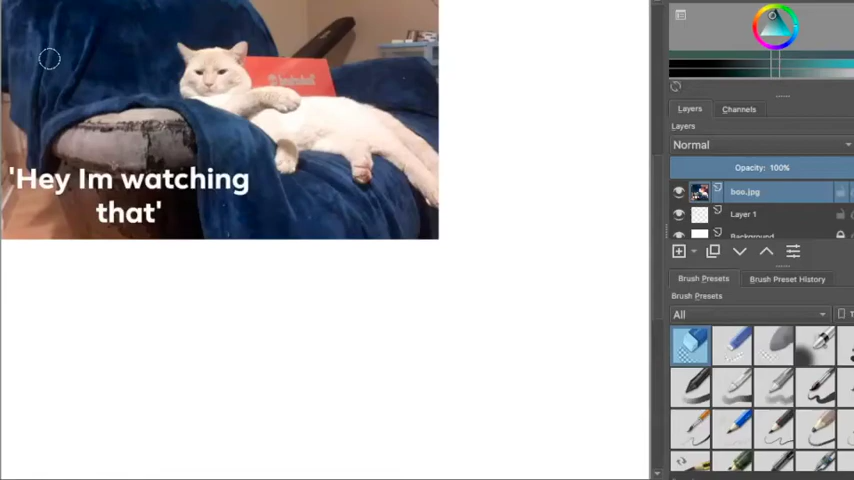 'Hey Im watching
that'
Layers
Channels
Layers
Normal
Opacity: 100%
boo.jpg
Layer 1
Background
Brush Presets
Brush Preset History
Brush Presets
All
T